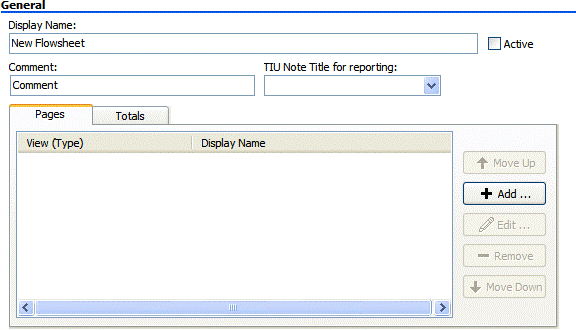 General
Display Name:
New Flowsheet
Active
Comment:
TIU Note Title for reporting:
Comment
Pages
Totals
View (Type)
Display Name
Move Up
Add ...
Edit ...
Remove
Move Down